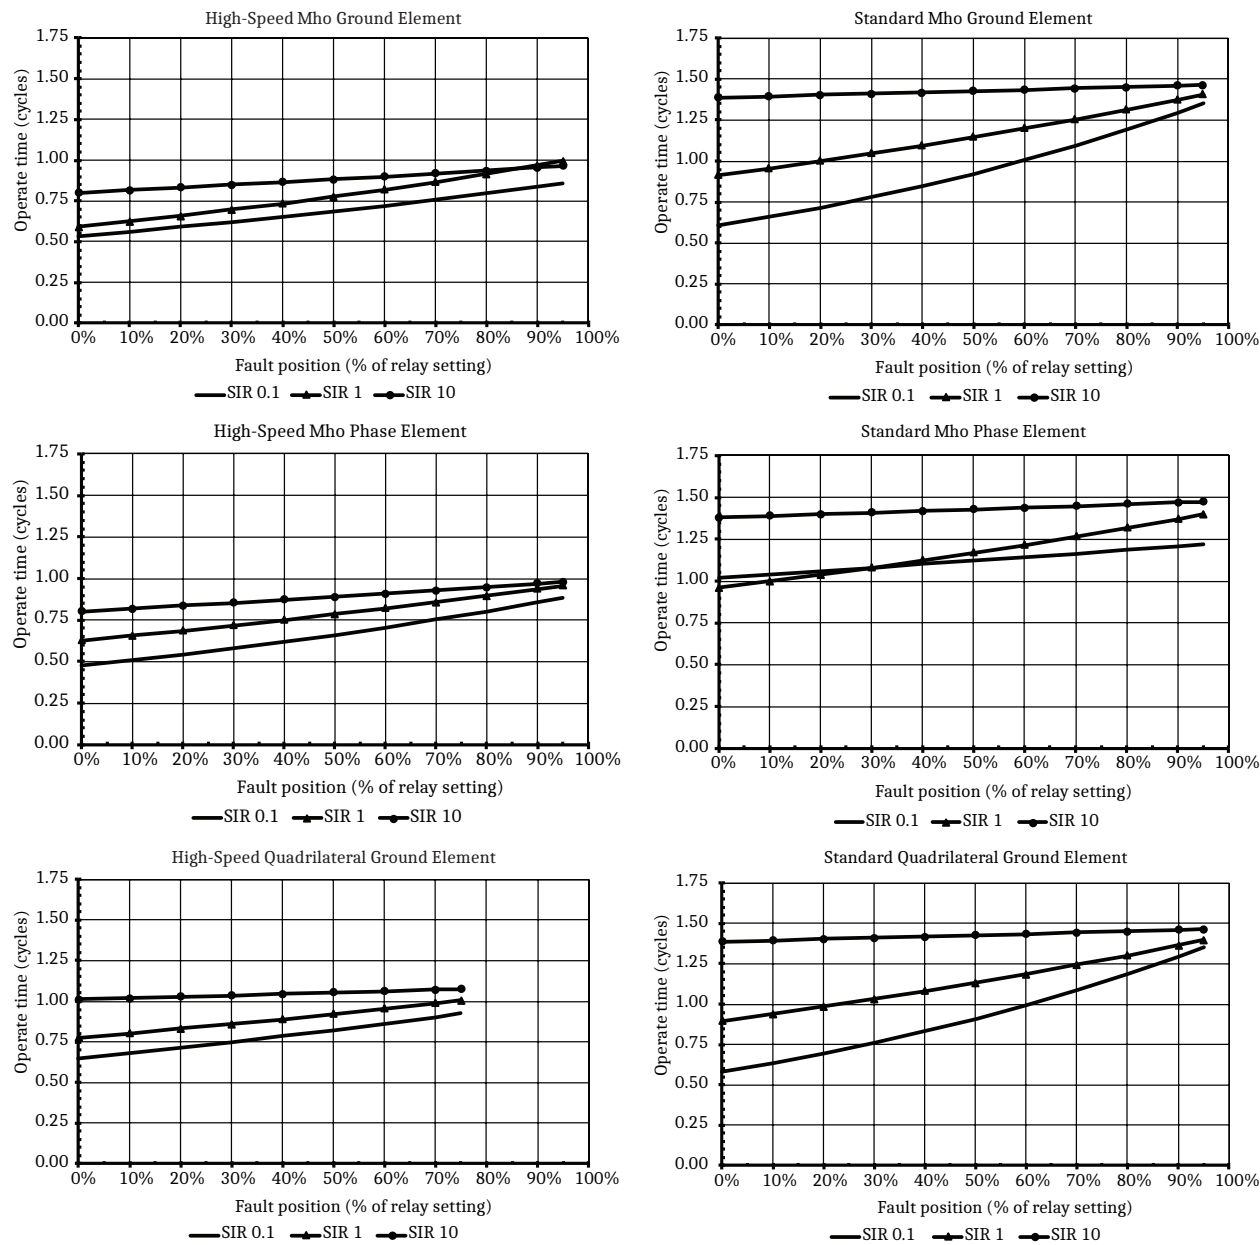 High-Speed Mho Ground Element
1.75
1.50
1.25
1.00
0.75
0.50
0.25
0.00
Operate time (cycles)
0% 10% 20% 30% 40% 50% 60% 70% 80% 90% 100%
Fault position (% of relay setting)
SIR 0.1 SIR 1 SIR 10
Standard Mho Ground Element
1.75
1.50
1.25
1.00
0.75
0.50
0.25
0.00
Operate time (cycles)
0% 10% 20% 30% 40% 50% 60% 70% 80% 90% 100%
Fault position (% of relay setting)
SIR 0.1 SIR 1 SIR 10
High-Speed Mho Phase Element
1.75
1.50
1.25
1.00
0.75
0.50
0.25
0.00
Operate time (cycles)
0% 10% 20% 30% 40% 50% 60% 70% 80% 90% 100%
Fault position (% of relay setting)
SIR 0.1 SIR 1 SIR 10
Standard Mho Phase Element
1.75
1.50
1.25
1.00
0.75
0.50
0.25
0.00
Operate time (cycles)
0% 10% 20% 30% 40% 50% 60% 70% 80% 90% 100%
Fault position (% of relay setting)
SIR 0.1 SIR 1 SIR 10
High-Speed Quadrilateral Ground Element
1.75
1.50
1.25
1.00
0.75
0.50
0.25
0.00
Operate time (cycles)
0% 10% 20% 30% 40% 50% 60% 70% 80% 90% 100%
Fault position (% of relay setting)
SIR 0.1 SIR 1 SIR 10
Standard Quadrilateral Ground Element
1.75
1.50
1.25
1.00
0.75
0.50
0.25
0.00
Operate time (cycles)
0% 10% 20% 30% 40% 50% 60% 70% 80% 90% 100%
Fault position (% of relay setting)
SIR 0.1 SIR 1 SIR 10